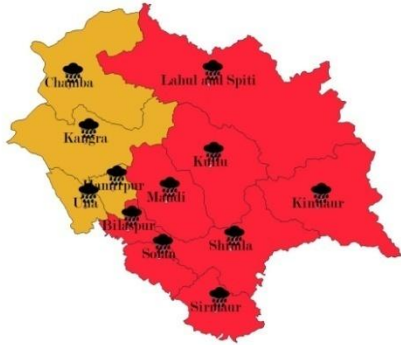 Chamba
Lahul and Spiti
Kangra
Kullu
Hamirpur
Mandi
Una
Kinnaur
Bilaspur
Shimla
Solan
Sirmaur